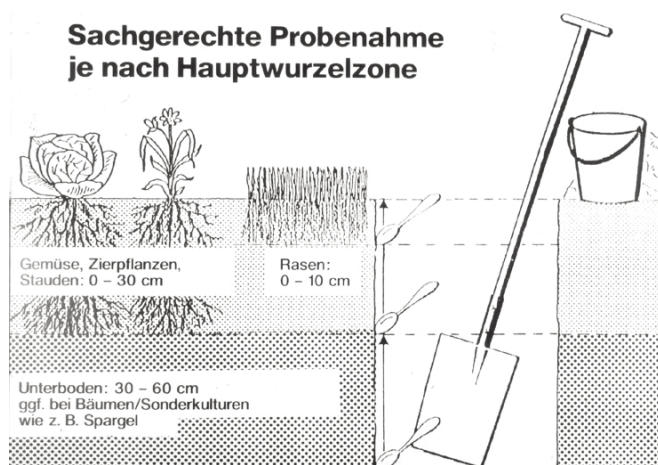 Sachgerechte Probenahme
je nach Hauptwurzelzone
Gemüse, Zierpflanzen,
Stauden: 0 – 30 cm
Rasen:
0 – 10 cm
Unterboden: 30 – 60 cm
ggf. bei Bäumen/Sonderkulturen
wie z. B. Spargel